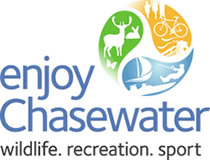 enjoy
Chasewater
wildlife. recreation. sport